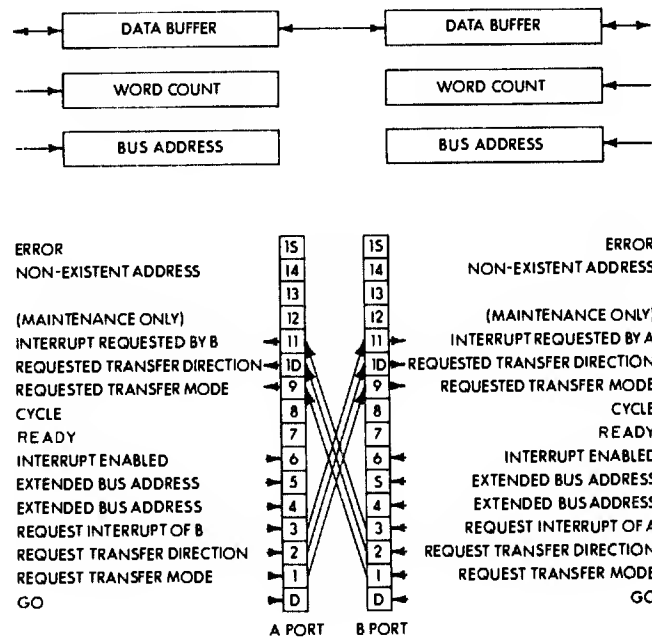 DATA BUFFER
DATA BUFFER
WORD COUNT
WORD COUNT
BUS ADDRESS
BUS ADDRESS
ERROR 15 15 ERROR
NON-EXISTENT ADDRESS 14 14 NON-EXISTENT ADDRESS
13 13
(MAINTENANCE ONLY) 12 12 (MAINTENANCE ONLY)
INTERRUPT REQUESTED BY B 11 11 INTERRUPT REQUESTED BY A
REQUESTED TRANSFER DIRECTION 10 10 REQUESTED TRANSFER DIRECTION
REQUESTED TRANSFER MODE 9 9 REQUESTED TRANSFER MODE
CYCLE 8 8 CYCLE
READY 7 7 READY
INTERRUPT ENABLED 6 6 INTERRUPT ENABLED
EXTENDED BUS ADDRESS 5 5 EXTENDED BUS ADDRESS
EXTENDED BUS ADDRESS 4 4 EXTENDED BUS ADDRESS
REQUEST INTERRUPT OF B 3 3 REQUEST INTERRUPT OF A
REQUEST TRANSFER DIRECTION 2 2 REQUEST TRANSFER DIRECTION
REQUEST TRANSFER MODE 1 1 REQUEST TRANSFER MODE
GO 0 0 GO
A PORT B PORT